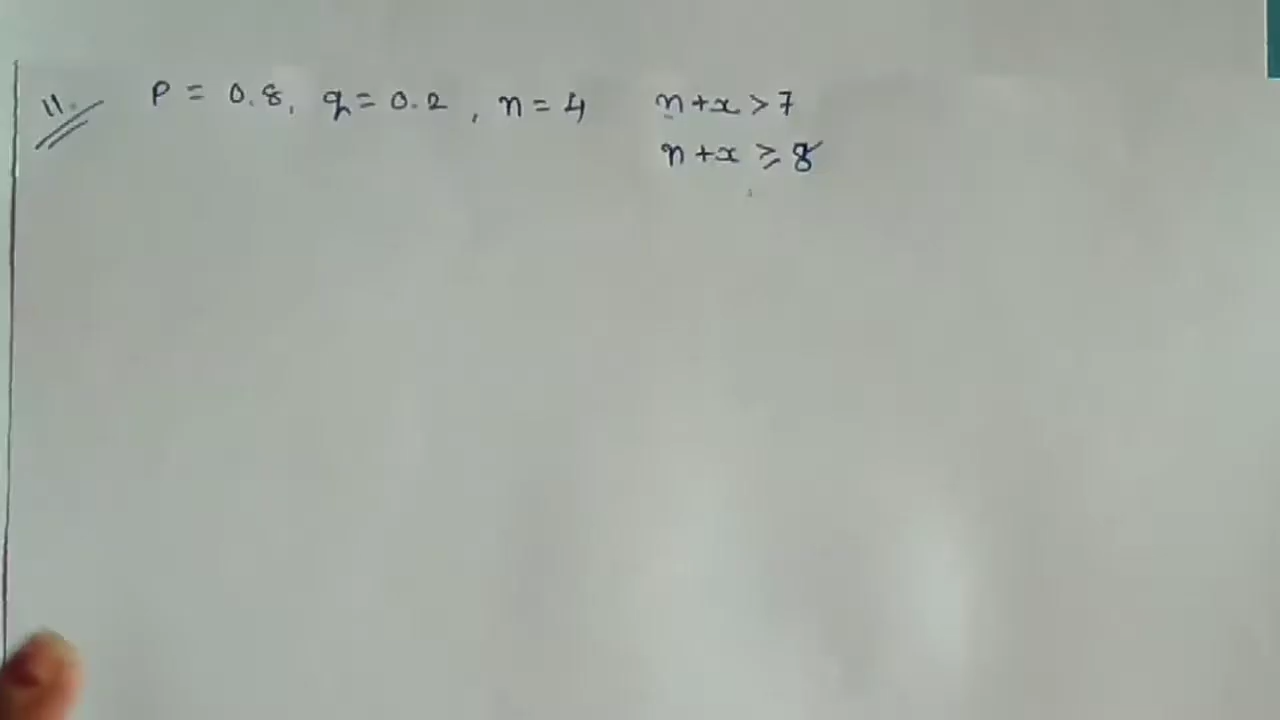 11. P = 0.8, q = 0.2, n = 4 n + x > 7
n + x ⩾ 8